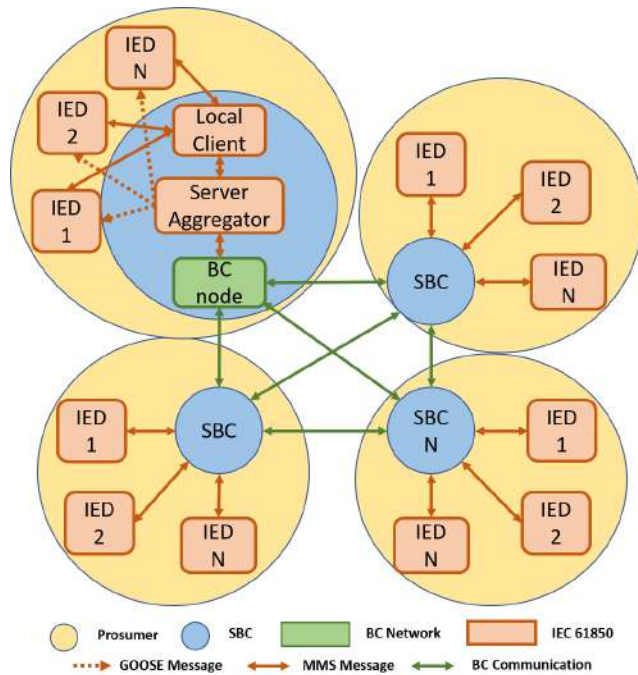 IED
N
IED
2
IED
1
Local
Client
Server
Aggregator
BC
node
IED
1
IED
2
IED
N
SBC
IED
1
IED
2
IED
N
SBC
SBC
N
IED
1
IED
2
IED
N
Prosumer
SBC
BC Network
IEC 61850
GOOSE Message
MMS Message
BC Communication